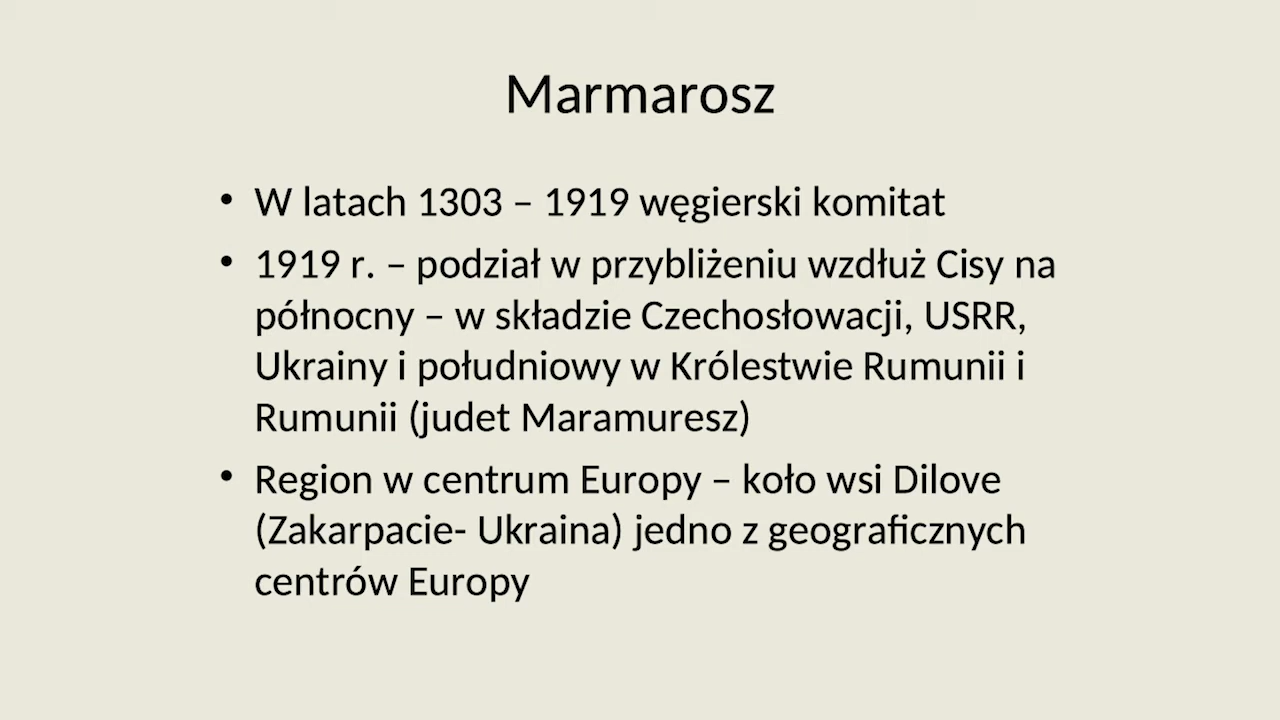 Marmarosz
• W latach 1303 – 1919 węgierski komitat
• 1919 r. – podział w przybliżeniu wzdłuż Cisy na
północny – w składzie Czechosłowacji, USRR,
Ukrainy i południowy w Królestwie Rumunii i
Rumunii (judet Maramuresz)
• Region w centrum Europy – koło wsi Dilove
(Zakarpacie- Ukraina) jedno z geograficznych
centrów Europy